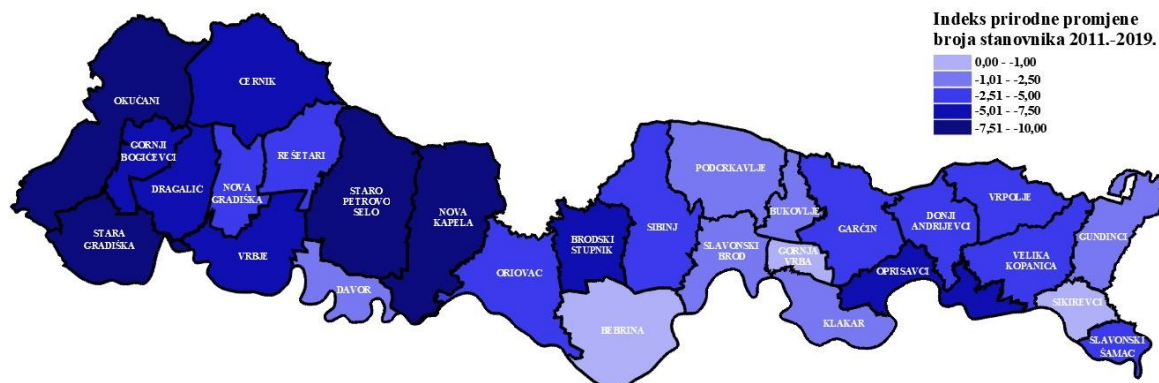 Indeks prirodne promjene
broja stanovnika 2011.-2019.
0,00 - -1,00
-1,01 - -2,50
-2,51 - -5,00
-5,01 - -7,50
-7,51 - -10,00
OKUČANI
CERNIK
GORNJI
BOGIĆEVCI
DRAGALIĆ
NOVA
GRADIŠKA
REŠETARI
STARA
GRADIŠKA
VRBJE
STARO
PETROVO
SELO
NOVA
KAPELA
DAVOR
ORIOVAC
BRODSKI
STUPNIK
BEBRINA
SIBINJ
PODCRKAVLJE
SLAVONSKI
BROD
BUKOVLJE
GORNJA
VRBA
KLAKAR
GARČIN
OPRISAVCI
DONJI
ANDRIJEVCI
VRPOLJE
VELIKA
KOPANICA
GUNDINCI
SIKIREVCI
SLAVONSKI
ŠAMAC